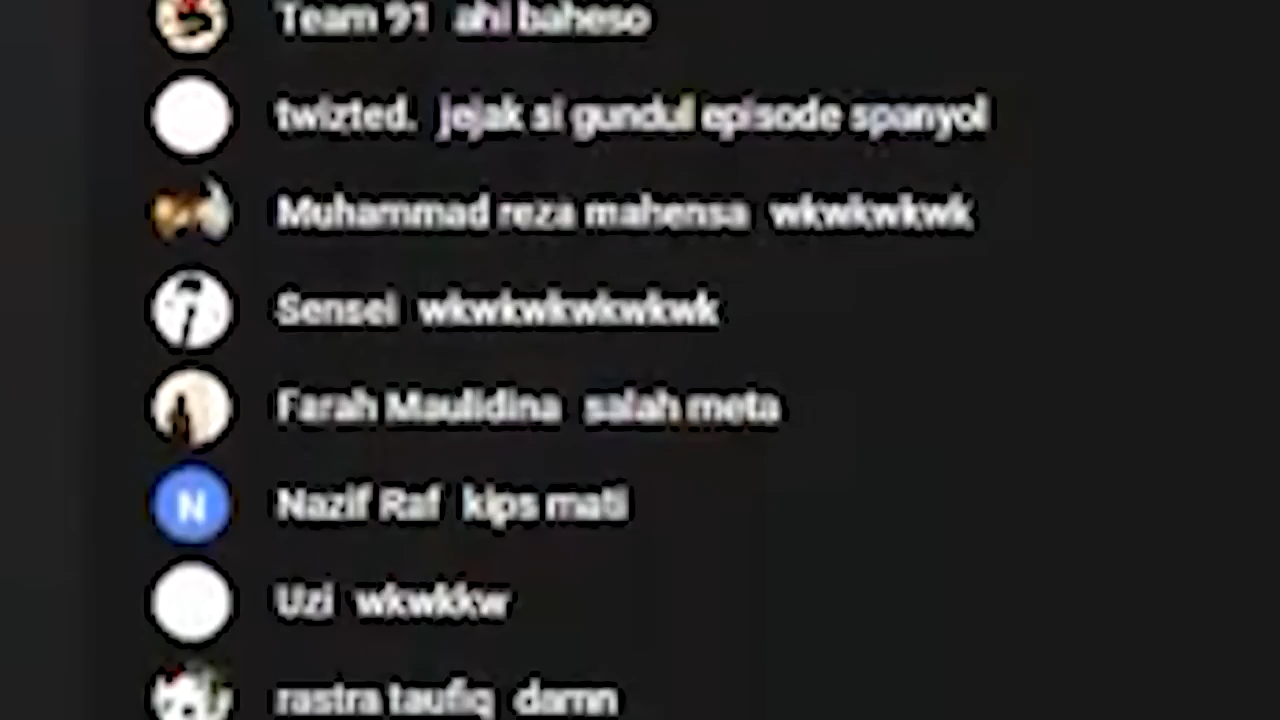 Team 91 ahi baheso
twizted. jejak si gundul episode spanyol
Muhammad reza mahensa wkwkwkwk
Sensei wkwkwkwkwkwk
Farah Maulidina salah meta
N Nazif Raf kips mati
Uzi wkwkkw
rastra taufiq damn